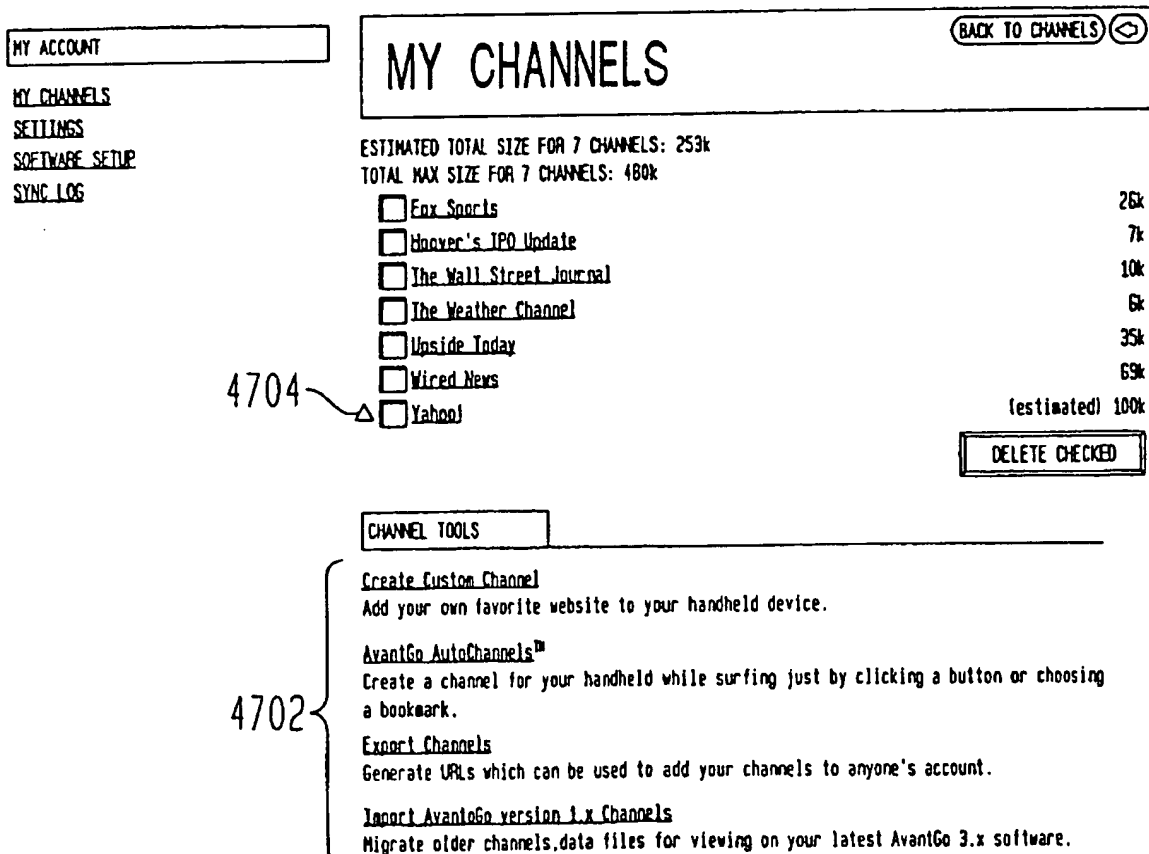 MY ACCOUNT
MY CHANNELS
SETTINGS
SOFTWARE SETUP
SYNC LOG
BACK TO CHANNELS
MY CHANNELS
ESTIMATED TOTAL SIZE FOR 7 CHANNELS: 253k
TOTAL MAX SIZE FOR 7 CHANNELS: 480k
Fox Sports 26k
Hoover's IPO Update 7k
The Wall Street Journal 10k
The Weather Channel 6k
Upside Today 35k
Wired News 69k
4704 Yahoo! (estimated) 100k
DELETE CHECKED
CHANNEL TOOLS
Create Custom Channel
Add your own favorite website to your handheld device.
AvantGo AutoChannels™
Create a channel for your handheld while surfing just by clicking a button or choosing
a bookmark.
4702
Export Channels
Generate URLs which can be used to add your channels to anyone's account.
Import AvantoGo version 1.x Channels
Migrate older channels,data files for viewing on your latest AvantGo 3.x software.